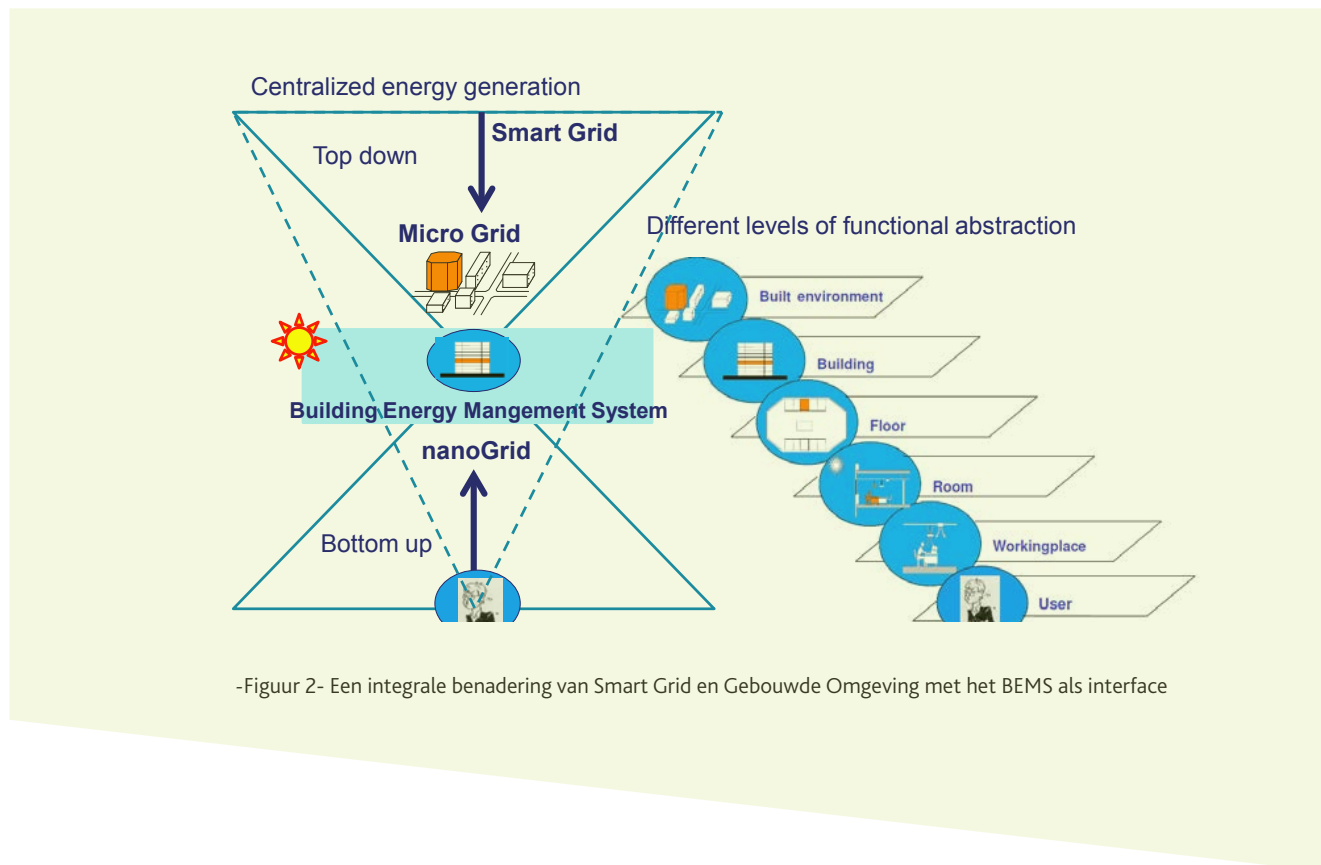 Centralized energy generation
Smart Grid
Top down
Micro Grid
Building Energy Mangement System
nanoGrid
Bottom up
Different levels of functional abstraction
Built environment
Building
Floor
Room
Workingplace
User
-Figuur 2- Een integrale benadering van Smart Grid en Gebouwde Omgeving met het BEMS als interface